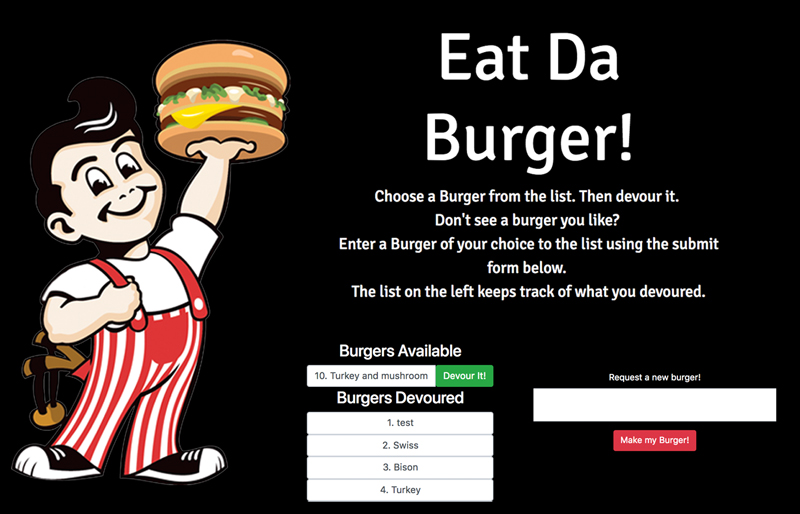 Eat Da
Burger!
Choose a Burger from the list. Then devour it.
Don't see a burger you like?
Enter a Burger of your choice to the list using the submit
form below.
The list on the left keeps track of what you devoured.
Burgers Available
10. Turkey and mushroom Devour It!
Burgers Devoured
1. test
2. Swiss
3. Bison
4. Turkey
Request a new burger!
Make my Burger!